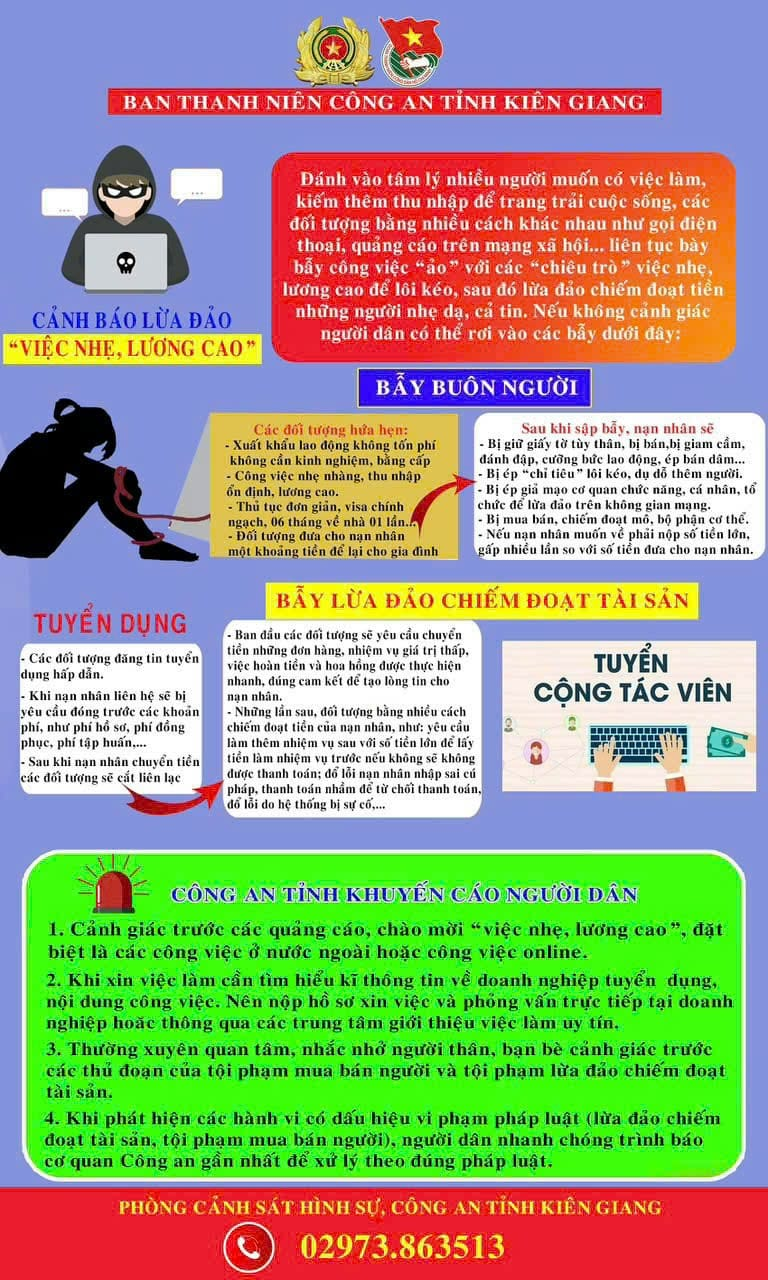 BAN THANH NIÊN CÔNG AN TỈNH KIÊN GIANG
Đánh vào tâm lý nhiều người muốn có việc làm,
kiếm thêm thu nhập để trang trải cuộc sống, các
đối tượng bằng nhiều cách khác nhau như gọi điện
thoại, quảng cáo trên mạng xã hội... liên tục bày
bẫy công việc “ảo” với các “chiêu trò” việc nhẹ,
lương cao để lôi kéo, sau đó lừa đảo chiếm đoạt tiền
những người nhẹ dạ, cả tin. Nếu không cảnh giác
người dân có thể rơi vào các bẫy dưới đây:
...
...
CẢNH BÁO LỪA ĐẢO
“VIỆC NHẸ, LƯƠNG CAO”
BẪY BUÔN NGƯỜI
Các đối tượng hứa hẹn:
- Xuất khẩu lao động không tốn phí
không cần kinh nghiệm, bằng cấp
- Công việc nhẹ nhàng, thu nhập
ổn định, lương cao.
- Thủ tục đơn giản, visa chính
ngạch, 06 tháng về nhà 01 lần...
- Đối tượng đưa cho nạn nhân
một khoảng tiền để lại cho gia đình
Sau khi sập bẫy, nạn nhân sẽ
- Bị giữ giấy tờ tùy thân, bị bán,bị giam cầm,
đánh đập, cưỡng bức lao động, ép bán dâm...
- Bị ép “chỉ tiêu” lôi kéo, dụ dỗ thêm người.
- Bị ép giả mạo cơ quan chức năng, cá nhân, tổ
chức để lừa đảo trên không gian mạng.
- Bị mua bán, chiếm đoạt mô, bộ phận cơ thể.
- Nếu nạn nhân muốn về phải nộp số tiền lớn,
gấp nhiều lần so với số tiền đưa cho nạn nhân.
BẪY LỪA ĐẢO CHIẾM ĐOẠT TÀI SẢN
TUYỂN DỤNG
- Các đối tượng đăng tin tuyển
dụng hấp dẫn.
- Khi nạn nhân liên hệ sẽ bị
yêu cầu đóng trước các khoản
phí, như phí hồ sơ, phí đồng
phục, phí tập huấn,...
- Sau khi nạn nhân chuyển tiền
các đối tượng sẽ cắt liên lạc
- Ban đầu các đối tượng sẽ yêu cầu chuyển
tiền những đơn hàng, nhiệm vụ giá trị thấp,
việc hoàn tiền và hoa hồng được thực hiện
nhanh, đúng cam kết để tạo lòng tin cho
nạn nhân.
- Những lần sau, đối tượng bằng nhiều cách
chiếm đoạt tiền của nạn nhân, như: yêu cầu
làm thêm nhiệm vụ sau với số tiền lớn để lấy
tiền làm nhiệm vụ trước nếu không sẽ không
được thanh toán; đổ lỗi nạn nhân nhập sai cú
pháp, thanh toán nhầm để từ chối thanh toán,
đổ lỗi do hệ thống bị sự cố,...
TUYỂN
CỘNG TÁC VIÊN
CÔNG AN TỈNH KHUYẾN CÁO NGƯỜI DÂN
1. Cảnh giác trước các quảng cáo, chào mời “việc nhẹ, lương cao”, đặt
biệt là các công việc ở nước ngoài hoặc công việc online.
2. Khi xin việc làm cần tìm hiểu kĩ thông tin về doanh nghiệp tuyển dụng,
nội dung công việc. Nên nộp hồ sơ xin việc và phỏng vấn trực tiếp tại doanh
nghiệp hoặc thông qua các trung tâm giới thiệu việc làm uy tín.
3. Thường xuyên quan tâm, nhắc nhở người thân, bạn bè cảnh giác trước
các thủ đoạn của tội phạm mua bán người và tội phạm lừa đảo chiếm đoạt
tài sản.
4. Khi phát hiện các hành vi có dấu hiệu vi phạm pháp luật (lừa đảo chiếm
đoạt tài sản, tội phạm mua bán người), người dân nhanh chóng trình báo
cơ quan Công an gần nhất để xử lý theo đúng pháp luật.
PHÒNG CẢNH SÁT HÌNH SỰ, CÔNG AN TỈNH KIÊN GIANG
02973.863513